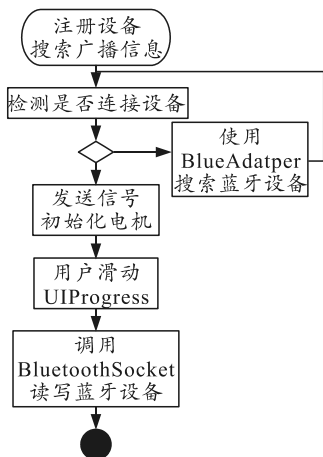 注册设备
搜索广播信息
检测是否连接设备
使用
BlueAdatper
搜索蓝牙设备
发送信号
初始化电机
用户滑动
UIProgress
调用
BluetoothSocket
读写蓝牙设备